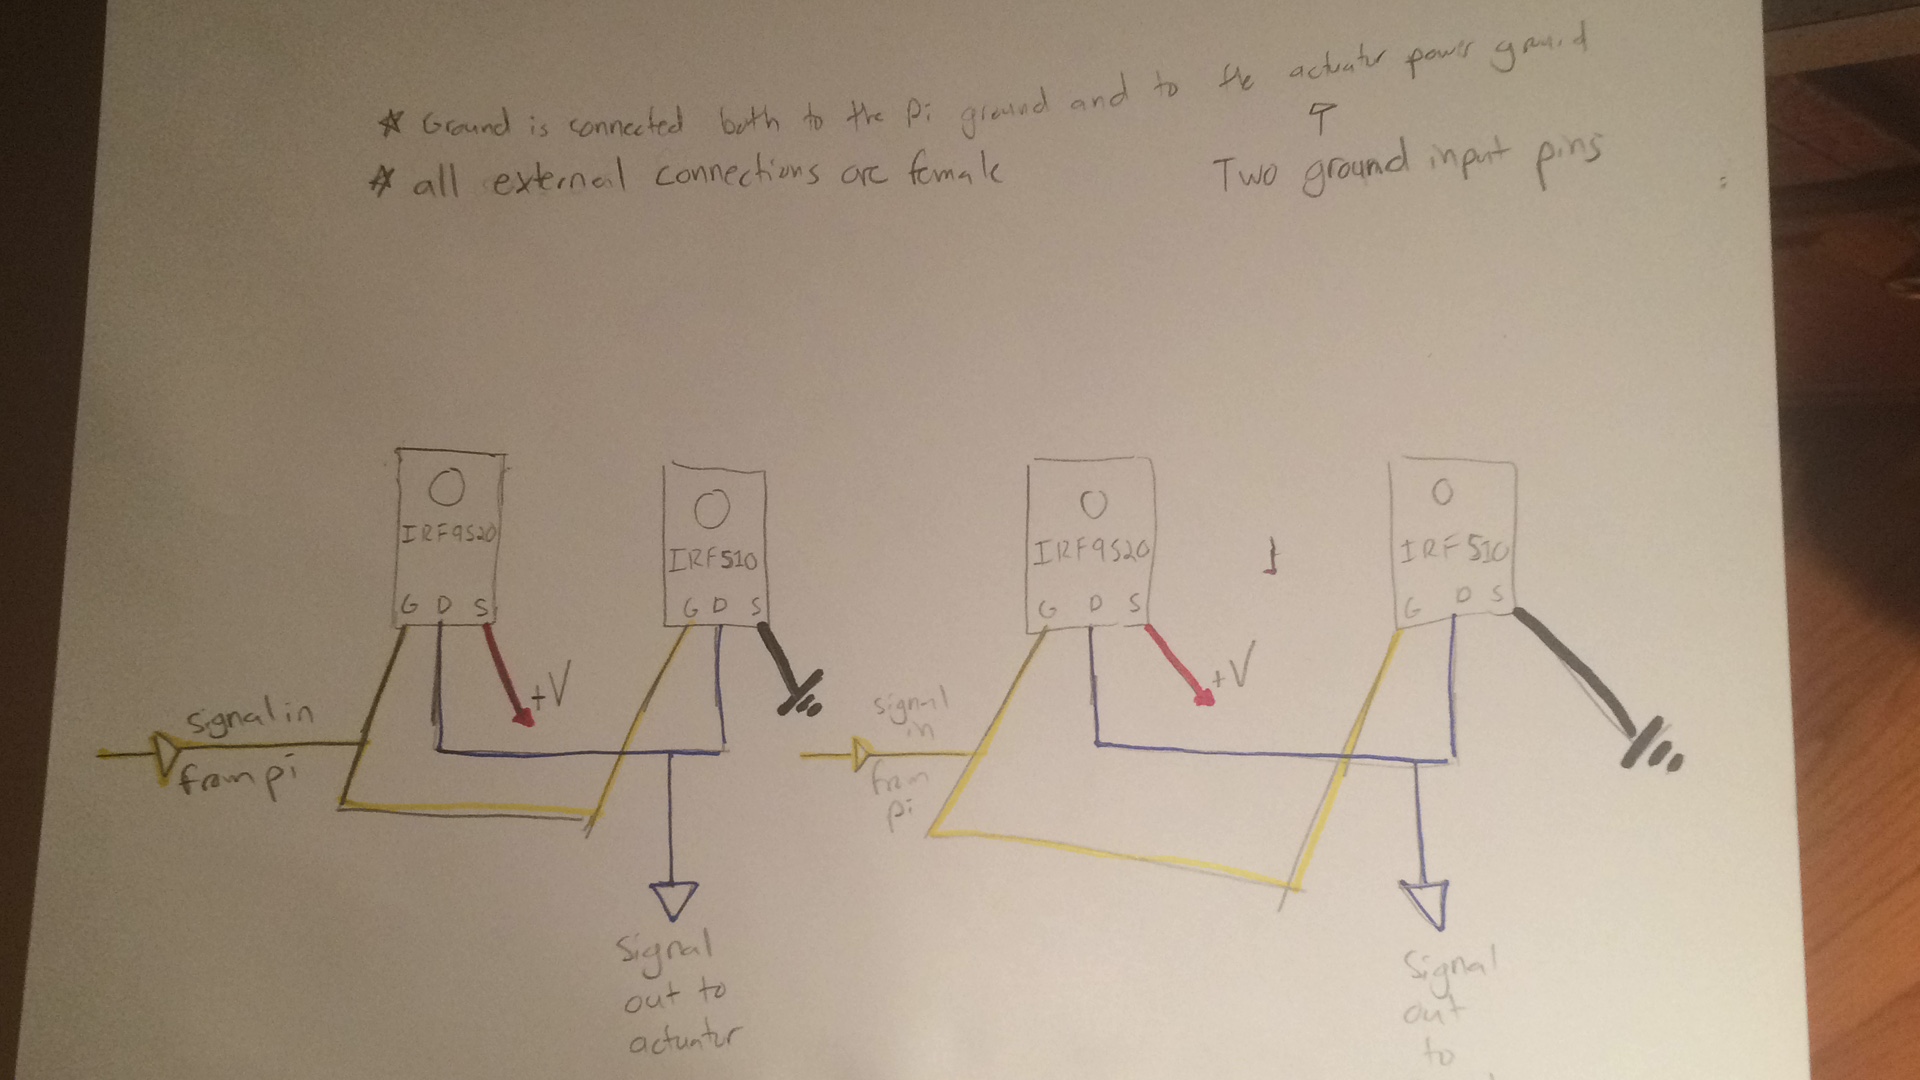 * Ground is connected both to the Pi ground and to the actuator power ground
* all external connections are female
Two ground input pins
IRF9520
G D S
+V
signal in
from pi
IRF510
G D S
Signal
out to
actuator
IRF9520
G D S
+V
signal
in
from
pi
IRF510
G D S
Signal
out
to